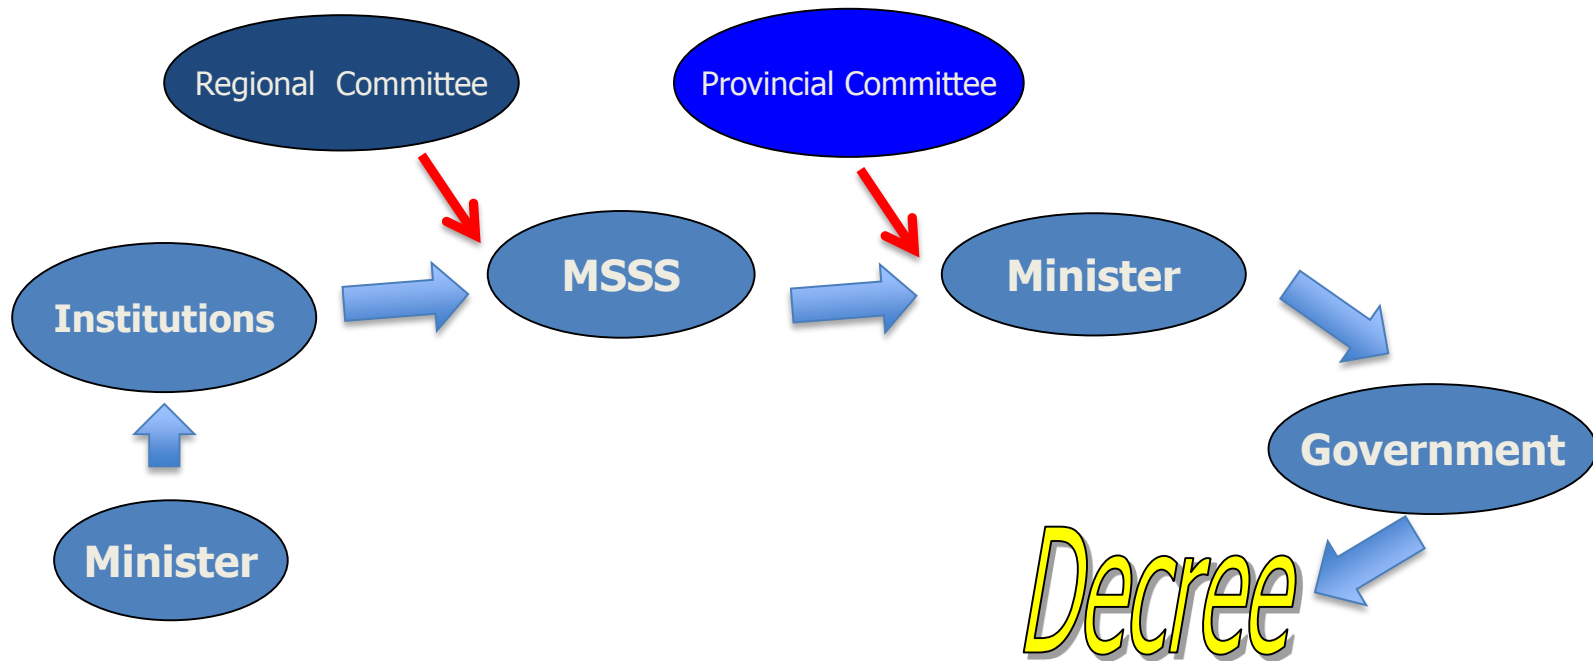 Regional Committee
Provincial Committee
MSSS
Minister
Institutions
Government
Minister
Decree